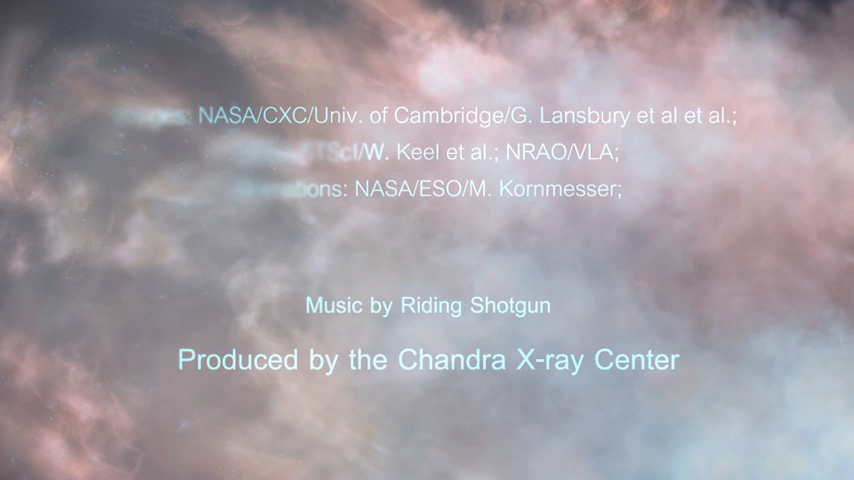 NASA/CXC/Univ. of Cambridge/G. Lansbury et al et al.;
Keel et al.; NRAO/VLA;
NASA/ESO/M. Kornmesser;
Music by Riding Shotgun
Produced by the Chandra X-ray Center